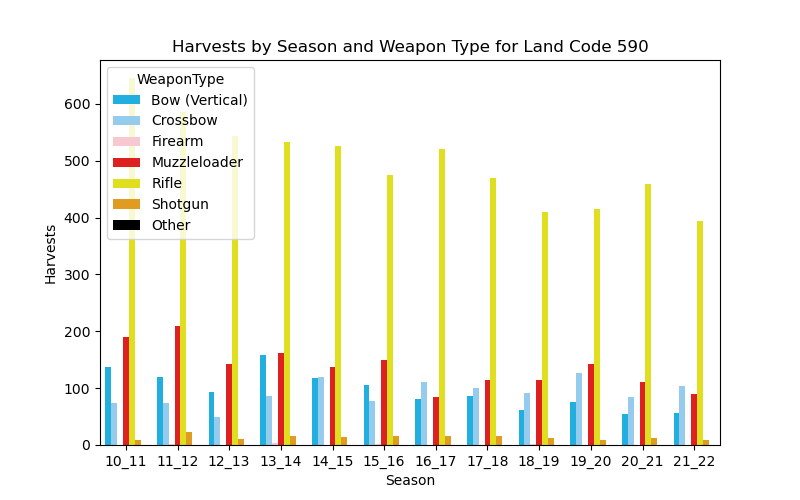 Harvests by Season and Weapon Type for Land Code 590
WeaponType
Bow (Vertical)
Crossbow
Firearm
Muzzleloader
Rifle
Shotgun
Other
600
500
400
300
200
100
0
Harvests
10_11 11_12 12_13 13_14 14_15 15_16 16_17 17_18 18_19 19_20 20_21 21_22
Season